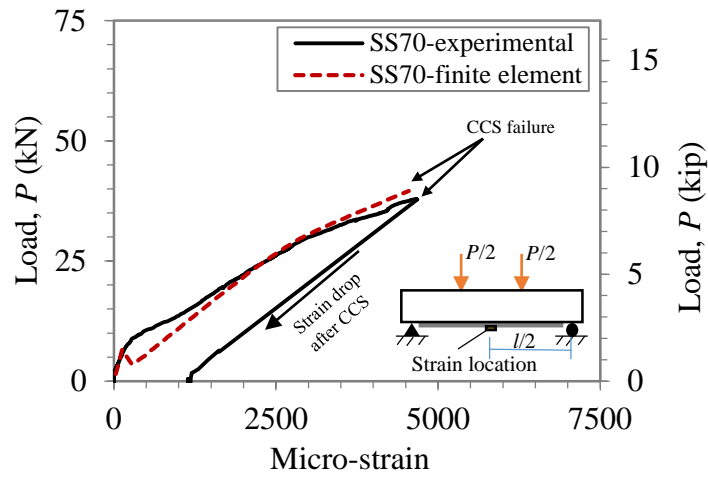 75
50
25
0
Load, P (kN)
SS70-experimental
SS70-finite element
CCS failure
Strain drop
after CCS
P/2
P/2
l/2
Strain location
15
10
5
0
Load, P (kip)
0
2500
5000
7500
Micro-strain